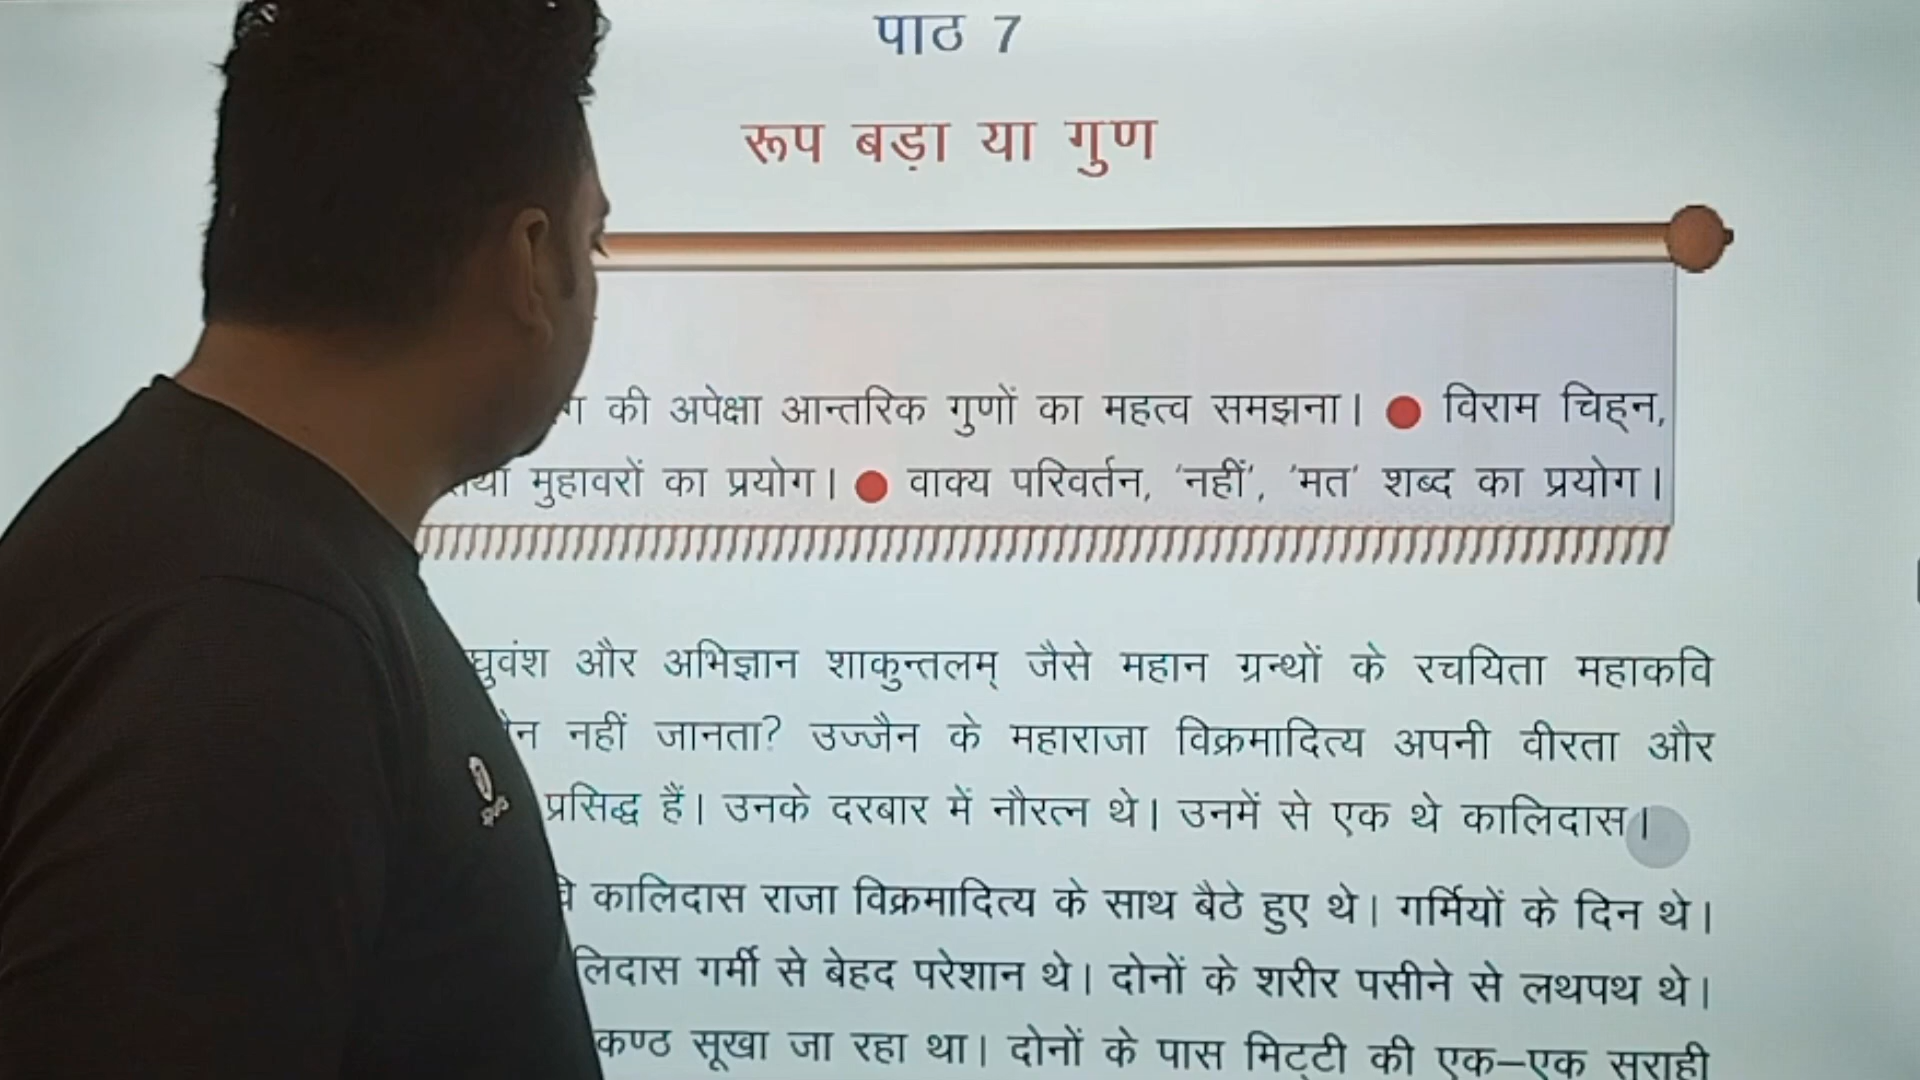 पाठ 7
रूप बड़ा या गुण
की अपेक्षा आन्तरिक गुणों का महत्व समझना। ● विराम चिह्न,
मुहावरों का प्रयोग। ● वाक्य परिवर्तन, 'नहीं', 'मत' शब्द का प्रयोग।
और अभिज्ञान शाकुन्तलम् जैसे महान ग्रन्थों के रचयिता महाकवि
नहीं जानता? उज्जैन के महाराजा विक्रमादित्य अपनी वीरता और
प्रसिद्ध हैं। उनके दरबार में नौरत्न थे। उनमें से एक थे कालिदास।
कालिदास राजा विक्रमादित्य के साथ बैठे हुए थे। गर्मियों के दिन थे।
गर्मी से बेहद परेशान थे। दोनों के शरीर पसीने से लथपथ थे।
कण्ठ सूखा जा रहा था। दोनों के पास मिट्टी की एक–एक सुराही